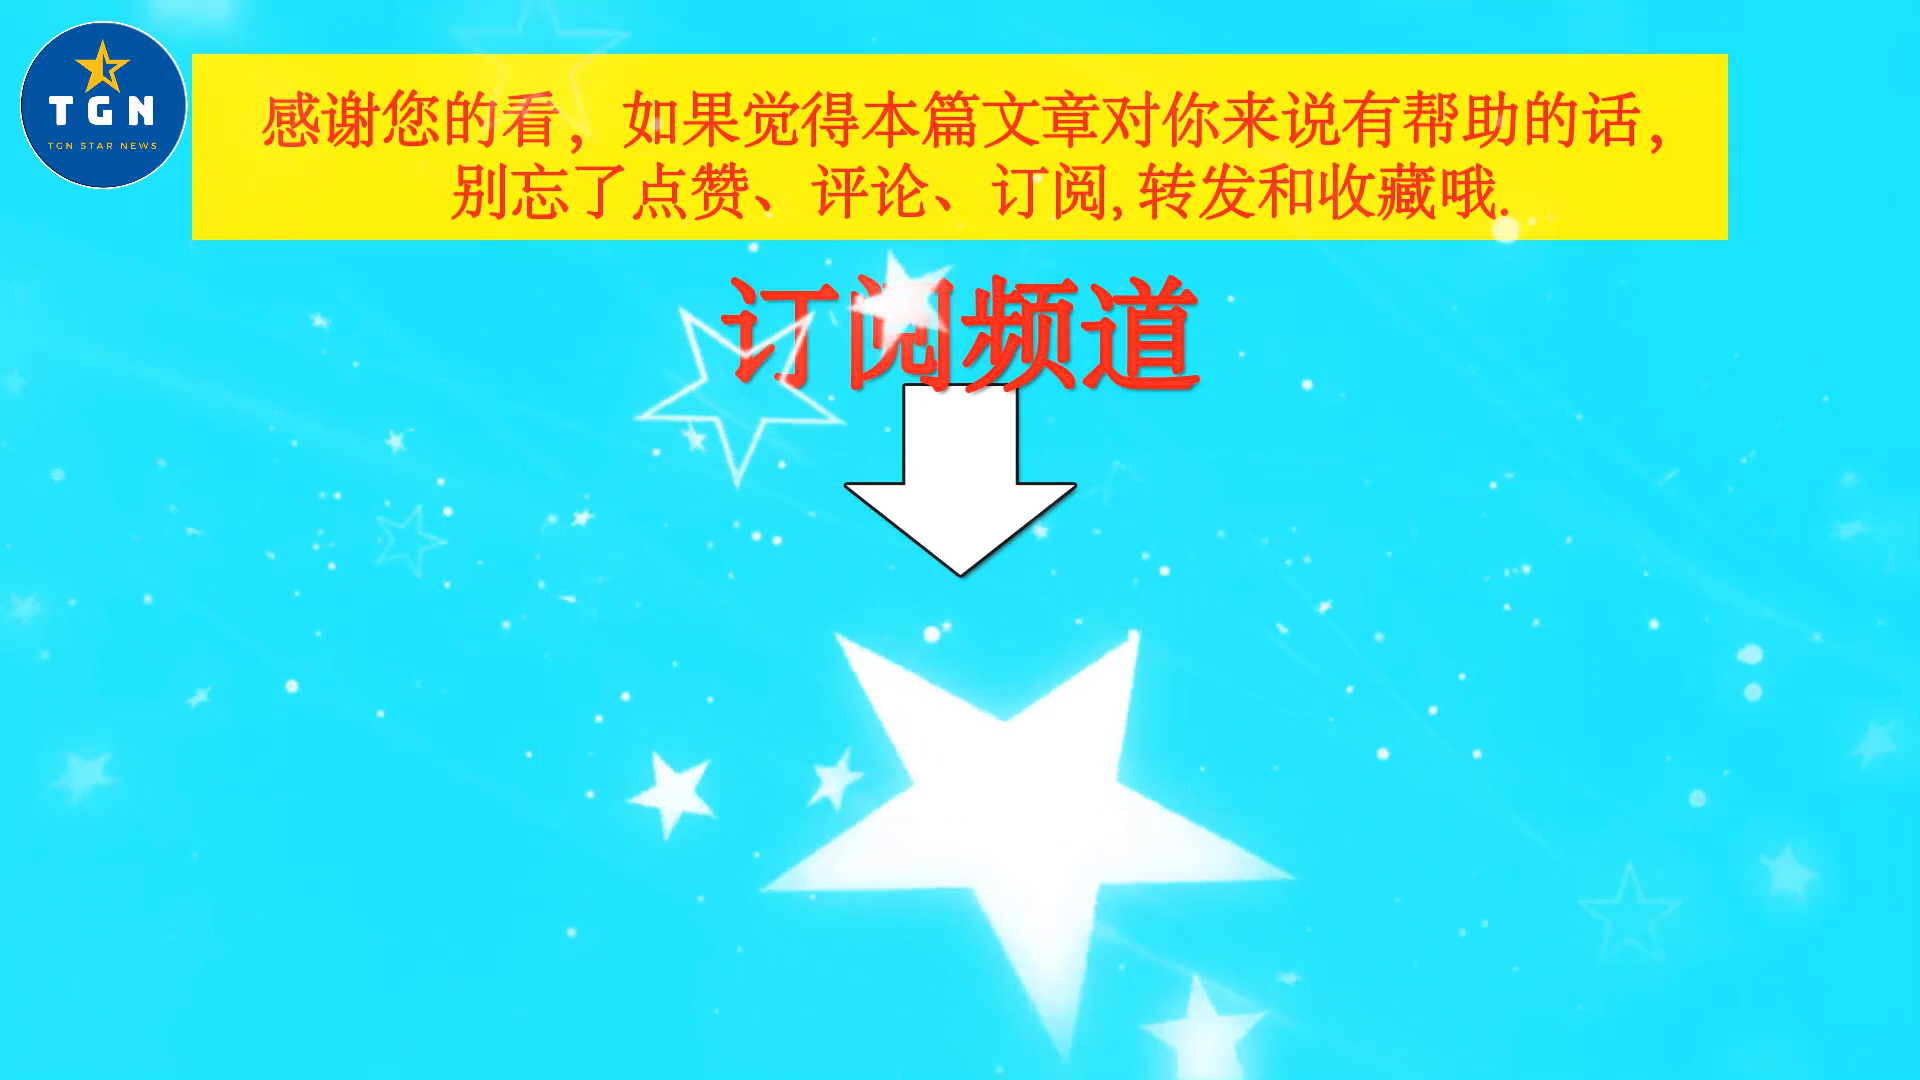 TGN
TGN STAR NEWS
感谢您的看，如果觉得本篇文章对你来说有帮助的话，
别忘了点赞、评论、订阅,转发和收藏哦.
订阅频道